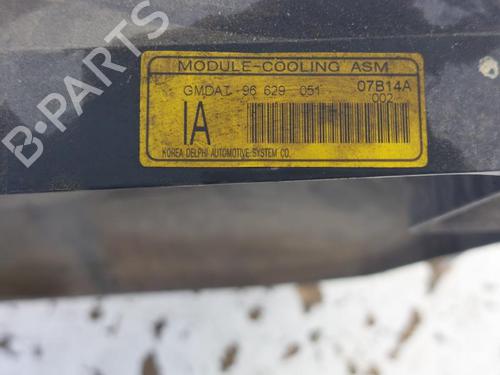 MODULE-COOLING ASM
GMDAT 96 629 051 07B14A
002
IA
KOREA DELPHI AUTOMOTIVE SYSTEM CO.
B-PARTS